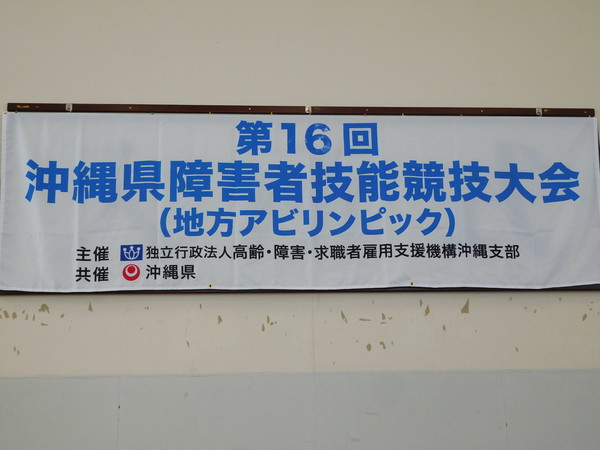 第16回
沖縄県障害者技能競技大会
(地方アビリンピック)
主催 独立行政法人高齢・障害・求職者雇用支援機構沖縄支部
共催 沖縄県